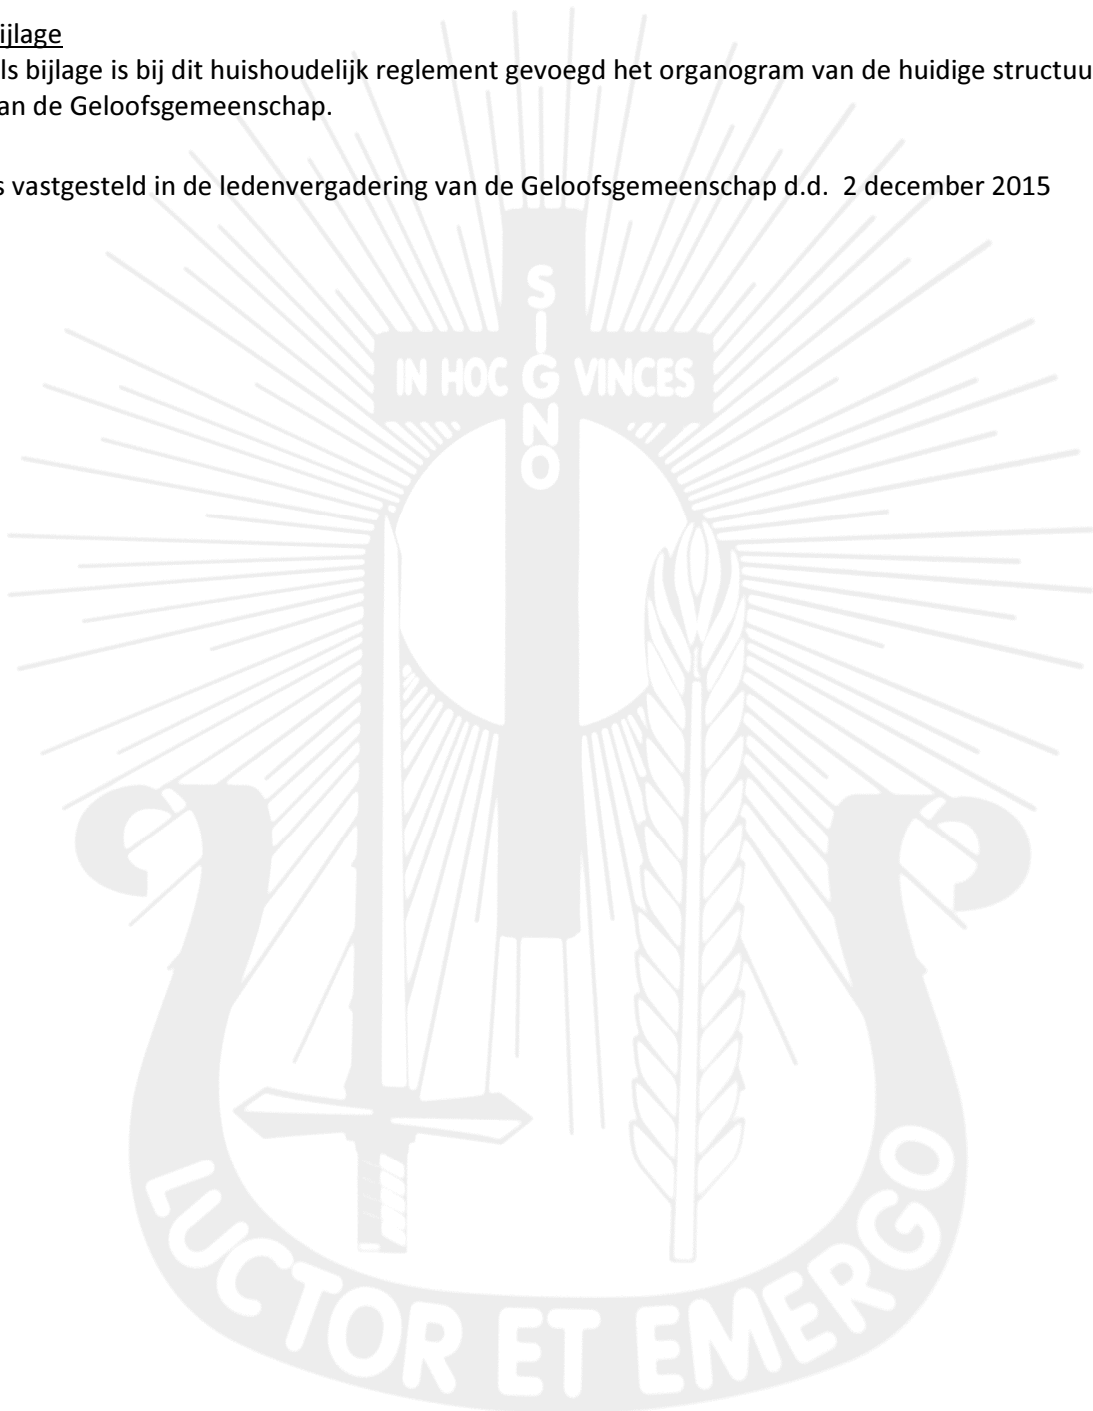 ijlage
ls bijlage is bij dit huishoudelijk reglement gevoegd het organogram van de huidige structuu
an de Geloofsgemeenschap.
s vastgesteld in de ledenvergadering van de Geloofsgemeenschap d.d. 2 december 2015
IN HOC SIGNO VINCES
LUCTOR ET EMERGO